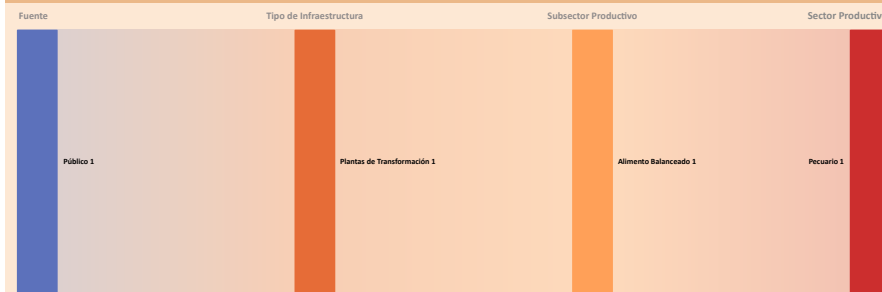 Fuente
Tipo de Infraestructura
Subsector Productivo
Sector Productiv
Público 1
Plantas de Transformación 1
Alimento Balanceado 1
Pecuario 1